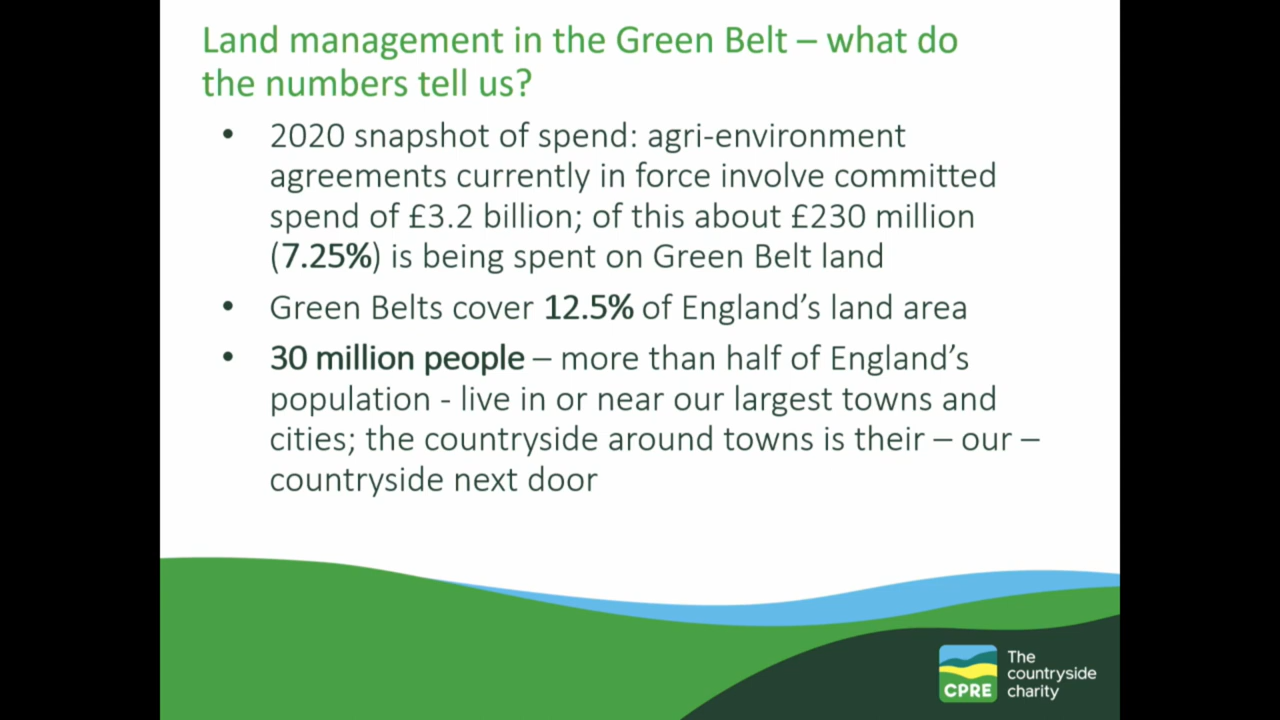 Land management in the Green Belt – what do
the numbers tell us?
• 2020 snapshot of spend: agri-environment
agreements currently in force involve committed
spend of £3.2 billion; of this about £230 million
(7.25%) is being spent on Green Belt land
• Green Belts cover 12.5% of England’s land area
• 30 million people – more than half of England’s
population - live in or near our largest towns and
cities; the countryside around towns is their – our –
countryside next door
CPRE
The
countryside
charity